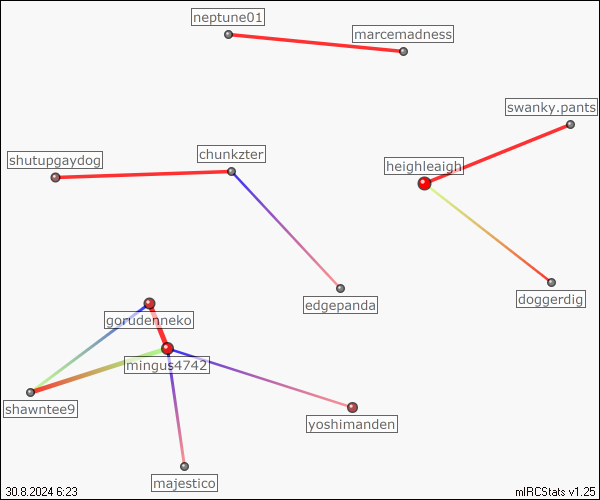 neptune01
marcemadness
swanky.pants
chunkzter
shutupgaydog
heighleaigh
edgepanda
doggerdig
gorudenneko
mingus4742
shawntee9
yoshimanden
majestico
30.8.2024 6:23
mIRCStats v1.25